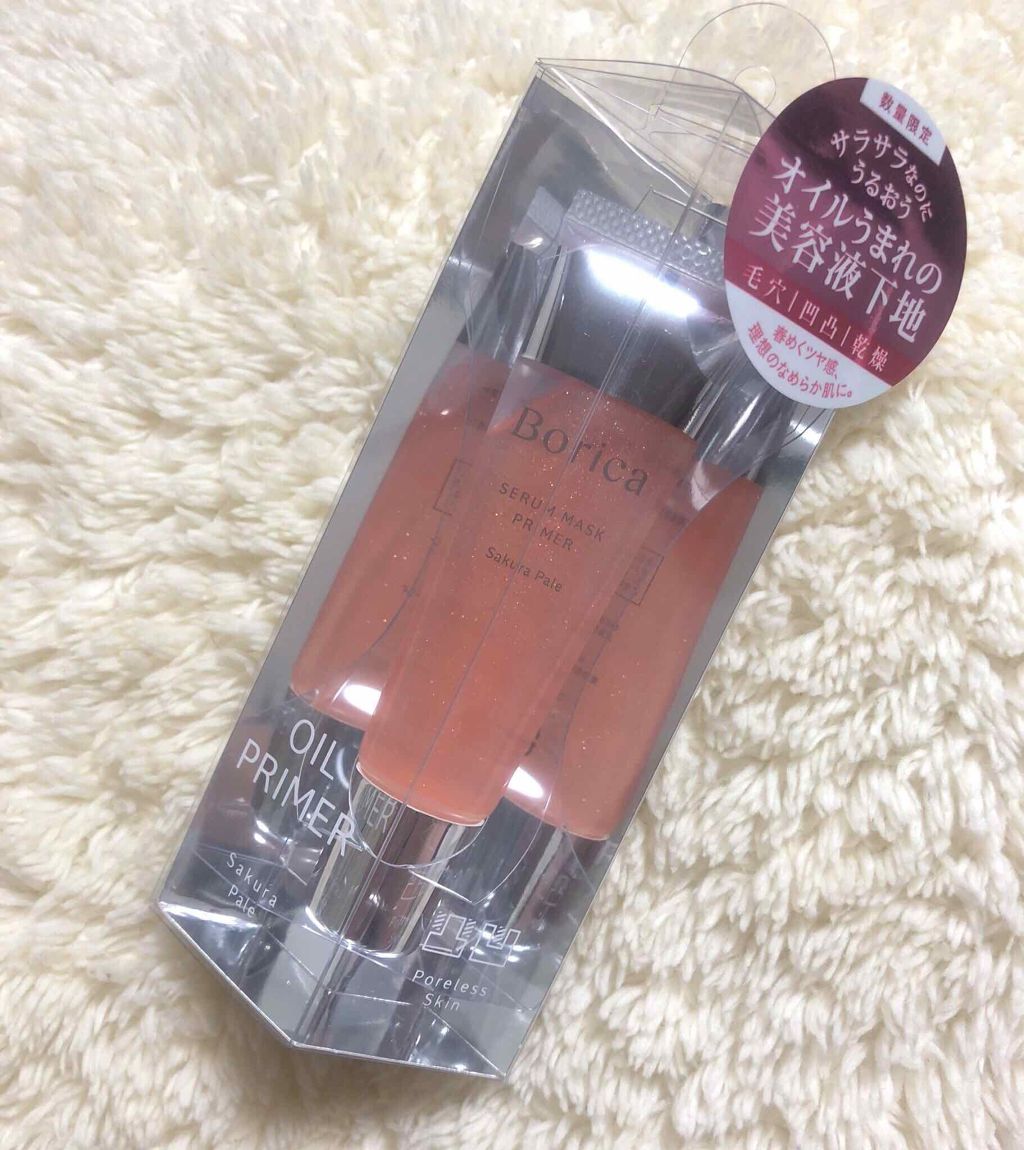 数量限定
サラサラなのに
うるおう
オイルうまれの
美容液下地
毛穴|凹凸|乾燥
春めくツヤ感、
理想のなめらか肌に。
Borica
SERUM MASK
PRIMER
Sakura Pale
OIL
PRIMER
Sakura
Pale
Poreless
Skin